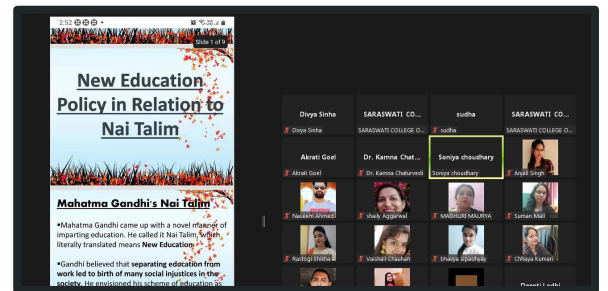 2:52
Slide 1 of 9
New Education
Policy in Relation to
Nai Talim
Mahatma Gandhi's Nai Talim
▪Mahatma Gandhi came up with a novel manner of
imparting education. He called it Nai Talim, which
literally translated means New Education.
▪Gandhi believed that separating education from
work led to birth of many social injustices in the
society. He envisioned his scheme of education as
Divya Sinha
SARASWATI CO...
sudha
SARASWATI CO...
Divya Sinha
SARASWATI COLLEGE O...
sudha
SARASWATI COLLEGE O...
Akrati Goel
Dr. Kamna Chat...
Soniya choudhary
Akrati Goel
Dr. Kamna Chaturvedi
Soniya choudhary
Anjali Singh
Naseem Ahmed
shaily Aggarwal
MADHURI MAURYA
Suman Mall
Rastogi Shikha
Vaishali Chauhan
bhavya Upadhyay
Chhaya Kumari